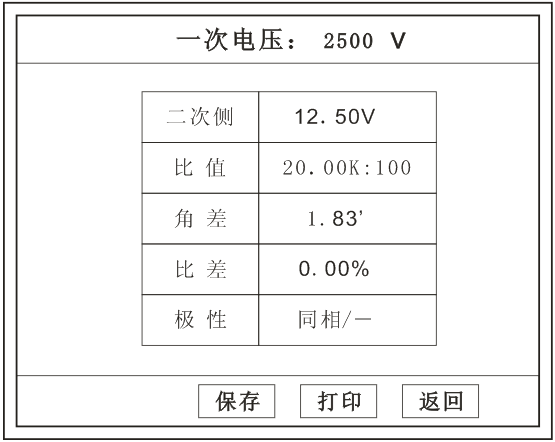 一次电压： 2500 V
二次侧 12.50V
比 值 20.00K:100
角 差 1.83'
比 差 0.00%
极 性 同相/－
保存 打印 返回